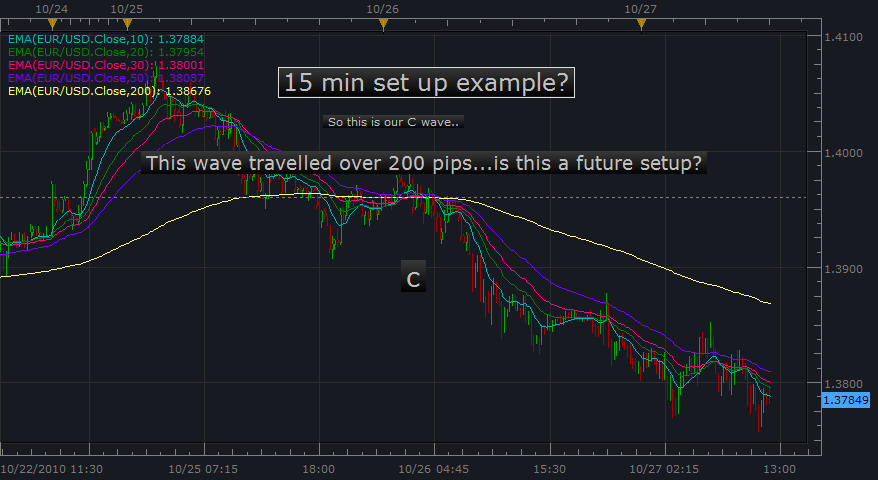 10/24 10/25 10/26 10/27
EMA(EUR/USD.Close,10): 1.37884
EMA(EUR/USD.Close,20): 1.37954
EMA(EUR/USD.Close,30): 1.38001
EMA(EUR/USD.Close,50): 1.38087
EMA(EUR/USD.Close,200): 1.38676
1.4100
15 min set up example?
So this is our C wave..
1.4000
This wave travelled over 200 pips...is this a future setup?
1.3900
C
1.3800
1.37849
10/22/2010 11:30 10/25 07:15 18:00 10/26 04:45 15:30 10/27 02:15 13:00